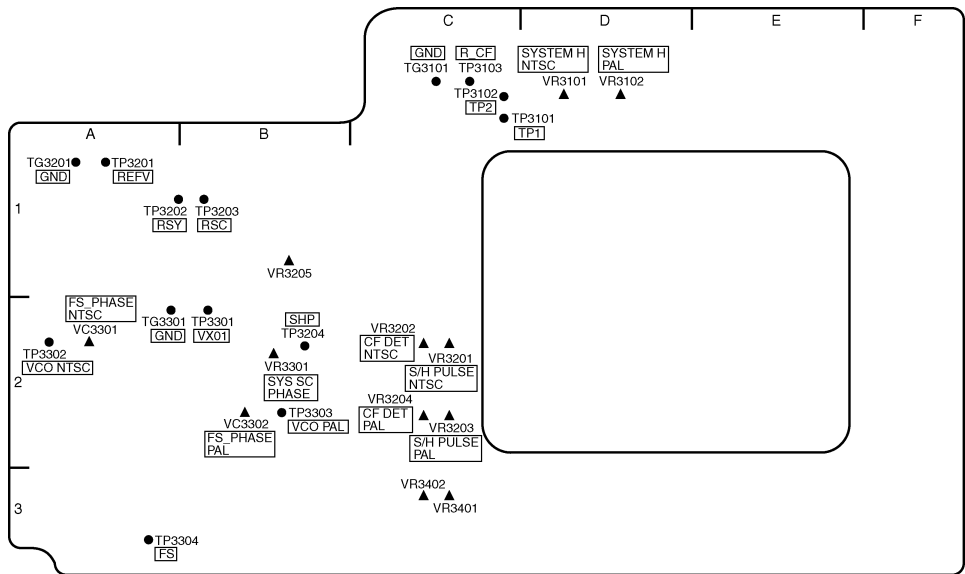 C
D
E
F
GND
TG3101
R_CF
TP3103
TP3102
TP2
TP3101
TP1
SYSTEM H
NTSC
VR3101
SYSTEM H
PAL
VR3102
A
B
1
TG3201
GND
TP3201
REFV
TP3202
RSY
TP3203
RSC
VR3205
2
FS_PHASE
NTSC
VC3301
TP3302
VCO NTSC
TG3301
GND
TP3301
VX01
SHP
TP3204
VR3301
SYS SC
PHASE
VR3202
CF DET
NTSC
VR3201
S/H PULSE
NTSC
VC3302
FS_PHASE
PAL
TP3303
VCO PAL
VR3204
CF DET
PAL
VR3203
S/H PULSE
PAL
3
VR3402
VR3401
TP3304
FS